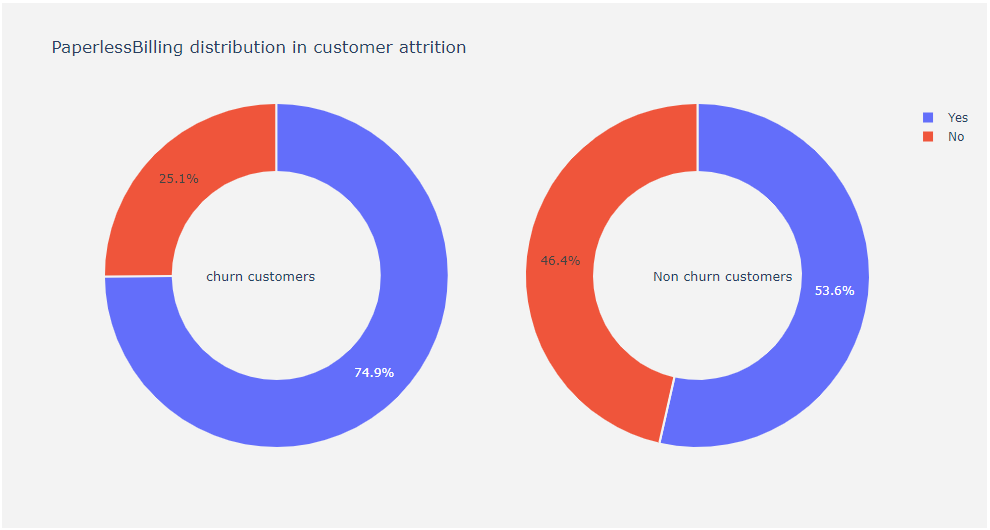 PaperlessBilling distribution in customer attrition
Yes
No
25.1%
churn customers
74.9%
46.4%
Non churn customers
53.6%